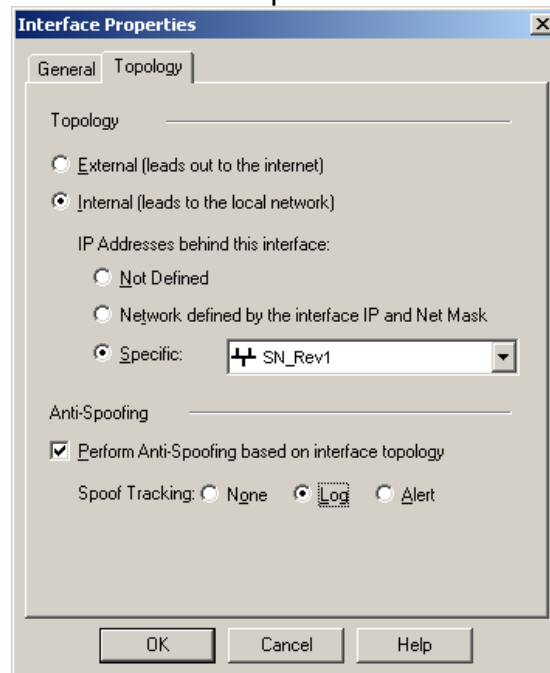 Interface Properties
General Topology
Topology
External (leads out to the internet)
Internal (leads to the local network)
IP Addresses behind this interface:
Not Defined
Network defined by the interface IP and Net Mask
Specific: SN_Rev1
Anti-Spoofing
Perform Anti-Spoofing based on interface topology
Spoof Tracking: None Log Alert
OK Cancel Help